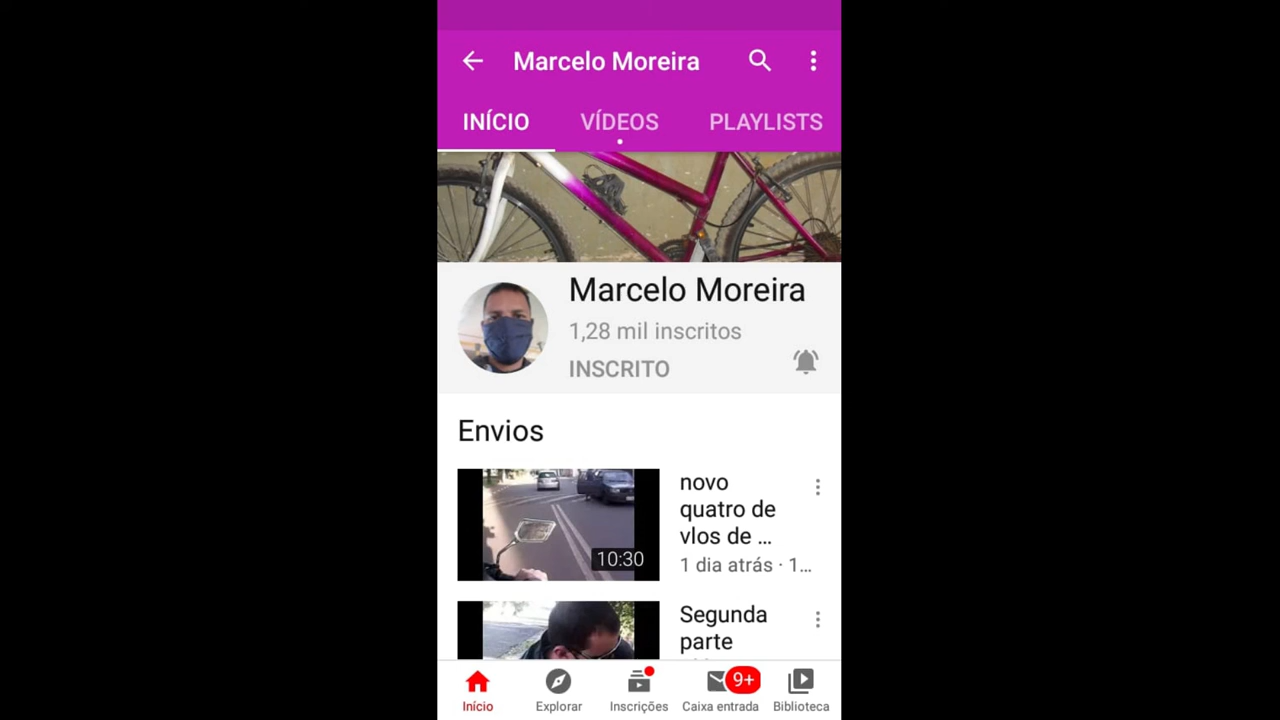 Marcelo Moreira
INÍCIO VÍDEOS PLAYLISTS
Marcelo Moreira
1,28 mil inscritos
INSCRITO
Envios
novo
quatro de
vlos de ...
10:30
1 dia atrás · 1...
Segunda
parte
9+
Início Explorar Inscrições Caixa entrada Biblioteca